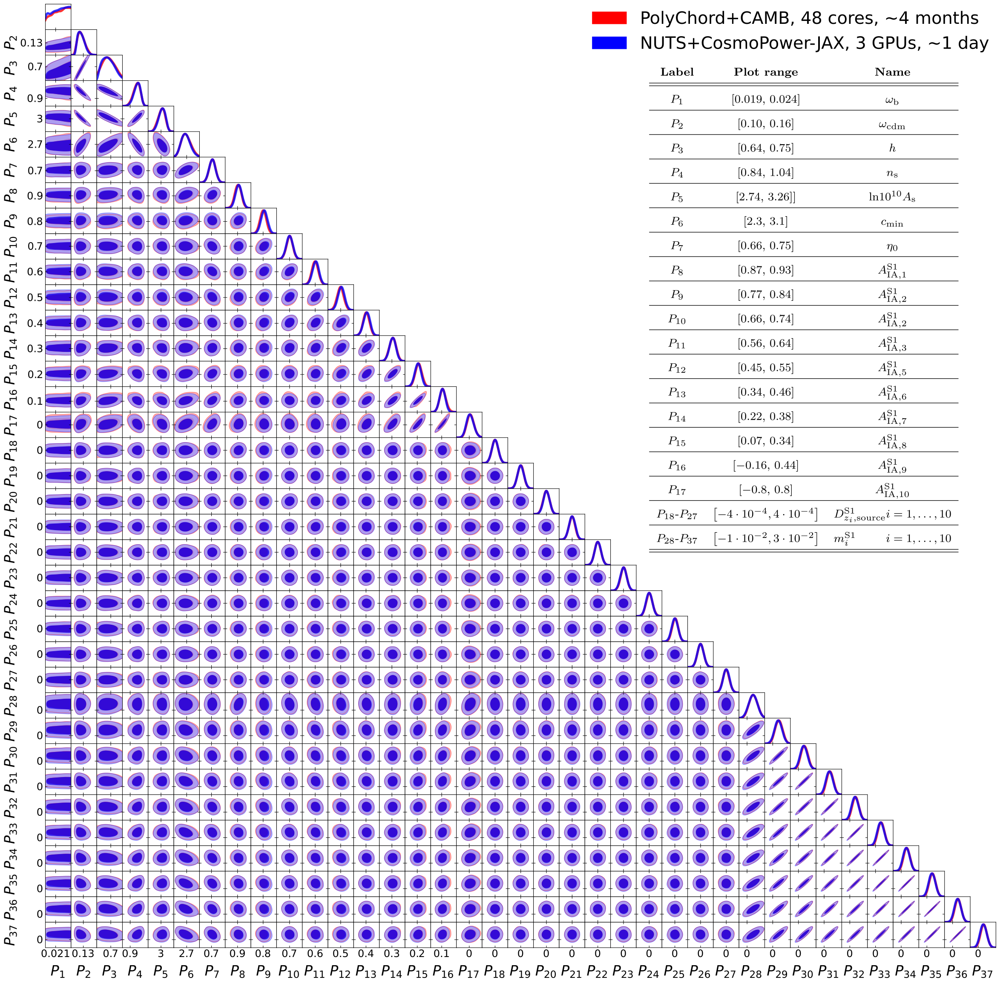 PolyChord+CAMB, 48 cores, ~4 months
NUTS+CosmoPower-JAX, 3 GPUs, ~1 day
Label Plot range Name
P1 [0.019, 0.024] ωb
P2 [0.10, 0.16] ωcdm
P3 [0.64, 0.75] h
P4 [0.84, 1.04] ns
P5 [2.74, 3.26]] ln10^10 As
P6 [2.3, 3.1] cmin
P7 [0.66, 0.75] η0
P8 [0.87, 0.93] A^S1_IA,1
P9 [0.77, 0.84] A^S1_IA,2
P10 [0.66, 0.74] A^S1_IA,2
P11 [0.56, 0.64] A^S1_IA,3
P12 [0.45, 0.55] A^S1_IA,5
P13 [0.34, 0.46] A^S1_IA,6
P14 [0.22, 0.38] A^S1_IA,7
P15 [0.07, 0.34] A^S1_IA,8
P16 [−0.16, 0.44] A^S1_IA,9
P17 [−0.8, 0.8] A^S1_IA,10
P18-P27 [−4 · 10^−4, 4 · 10^−4] D^S1_zi,source i = 1, . . . , 10
P28-P37 [−1 · 10^−2, 3 · 10^−2] m^S1_i i = 1, . . . , 10
P2 0.13
P3 0.7
P4 0.9
P5 3
P6 2.7
P7 0.7
P8 0.9
P9 0.8
P10 0.7
P11 0.6
P12 0.5
P13 0.4
P14 0.3
P15 0.2
P16 0.1
P17 0
P18 0
P19 0
P20 0
P21 0
P22 0
P23 0
P24 0
P25 0
P26 0
P27 0
P28 0
P29 0
P30 0
P31 0
P32 0
P33 0
P34 0
P35 0
P36 0
P37 0
0.021 0.13 0.7 0.9 3 2.7 0.7 0.9 0.8 0.7 0.6 0.5 0.4 0.3 0.2 0.1 0 0 0 0 0 0 0 0 0 0 0 0 0 0 0 0 0 0 0 0 0
P1 P2 P3 P4 P5 P6 P7 P8 P9 P10 P11 P12 P13 P14 P15 P16 P17 P18 P19 P20 P21 P22 P23 P24 P25 P26 P27 P28 P29 P30 P31 P32 P33 P34 P35 P36 P37